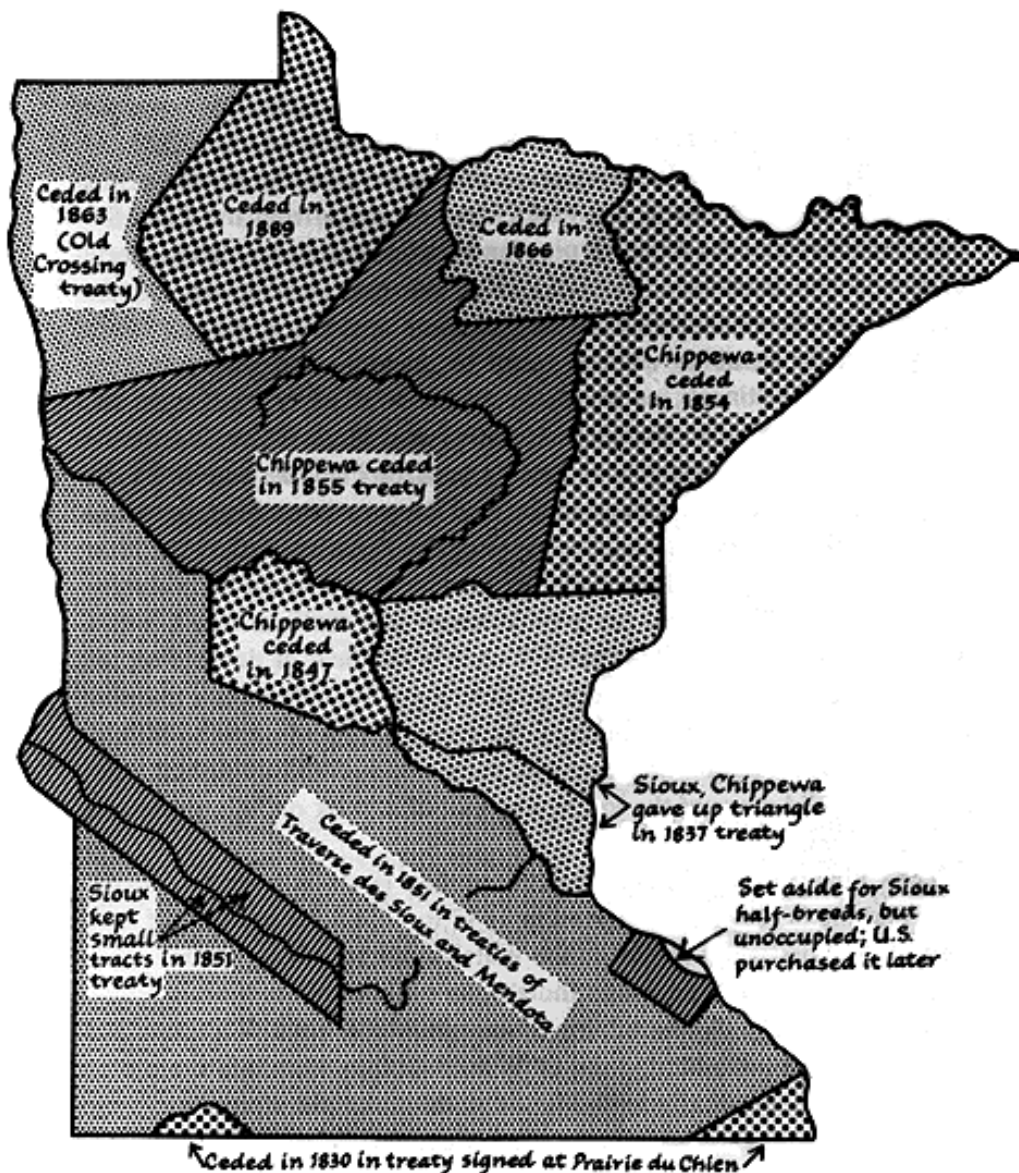 Ceded in
1863
(Old
Crossing
treaty)
Ceded in
1889
Ceded in
1866
Chippewa
ceded
in 1854
Chippewa ceded
in 1855 treaty
Chippewa
ceded
in 1847
Sioux, Chippewa
gave up triangle
in 1837 treaty
Ceded in 1851 in treaties of
Traverse des Sioux and Mendota
Sioux
kept
small
tracts in 1851
treaty
Set aside for Sioux
half-breeds, but
unoccupied; U.S.
purchased it later
Ceded in 1830 in treaty signed at Prairie du Chien